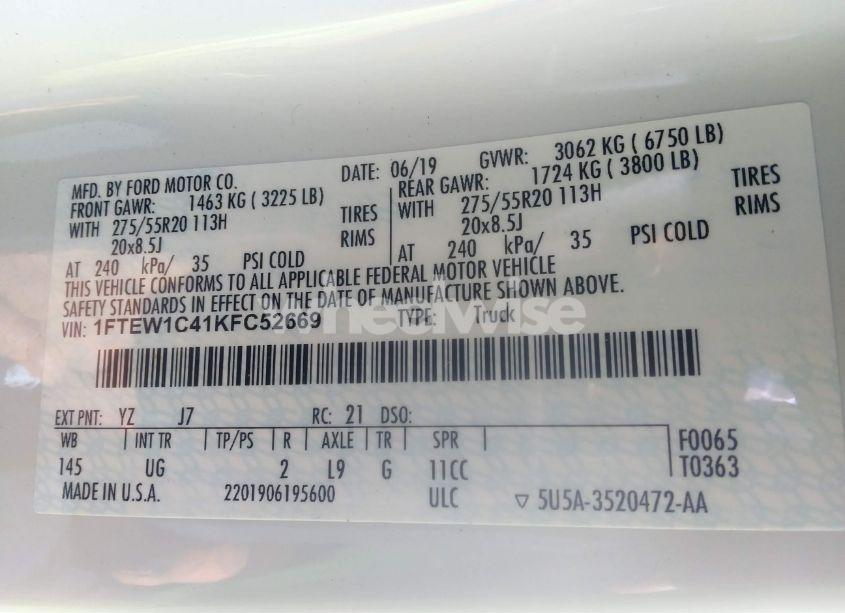 MFD. BY FORD MOTOR CO. DATE: 06/19 GVWR: 3062 KG ( 6750 LB)
FRONT GAWR: 1463 KG ( 3225 LB) REAR GAWR: 1724 KG ( 3800 LB)
WITH 275/55R20 113H TIRES WITH 275/55R20 113H TIRES
20x8.5J RIMS 20x8.5J RIMS
AT 240 kPa/ 35 PSI COLD AT 240 kPa/ 35 PSI COLD
THIS VEHICLE CONFORMS TO ALL APPLICABLE FEDERAL MOTOR VEHICLE
SAFETY STANDARDS IN EFFECT ON THE DATE OF MANUFACTURE SHOWN ABOVE.
VIN: 1FTEW1C41KFC52669 TYPE: Truck
wheelwise
EXT PNT: YZ J7 RC: 21 DSO:
WB INT TR TP/PS R AXLE TR SPR F0065
145 UG 2 L9 G 11CC T0363
MADE IN U.S.A. 2201906195600 ULC ▽ 5U5A-3520472-AA